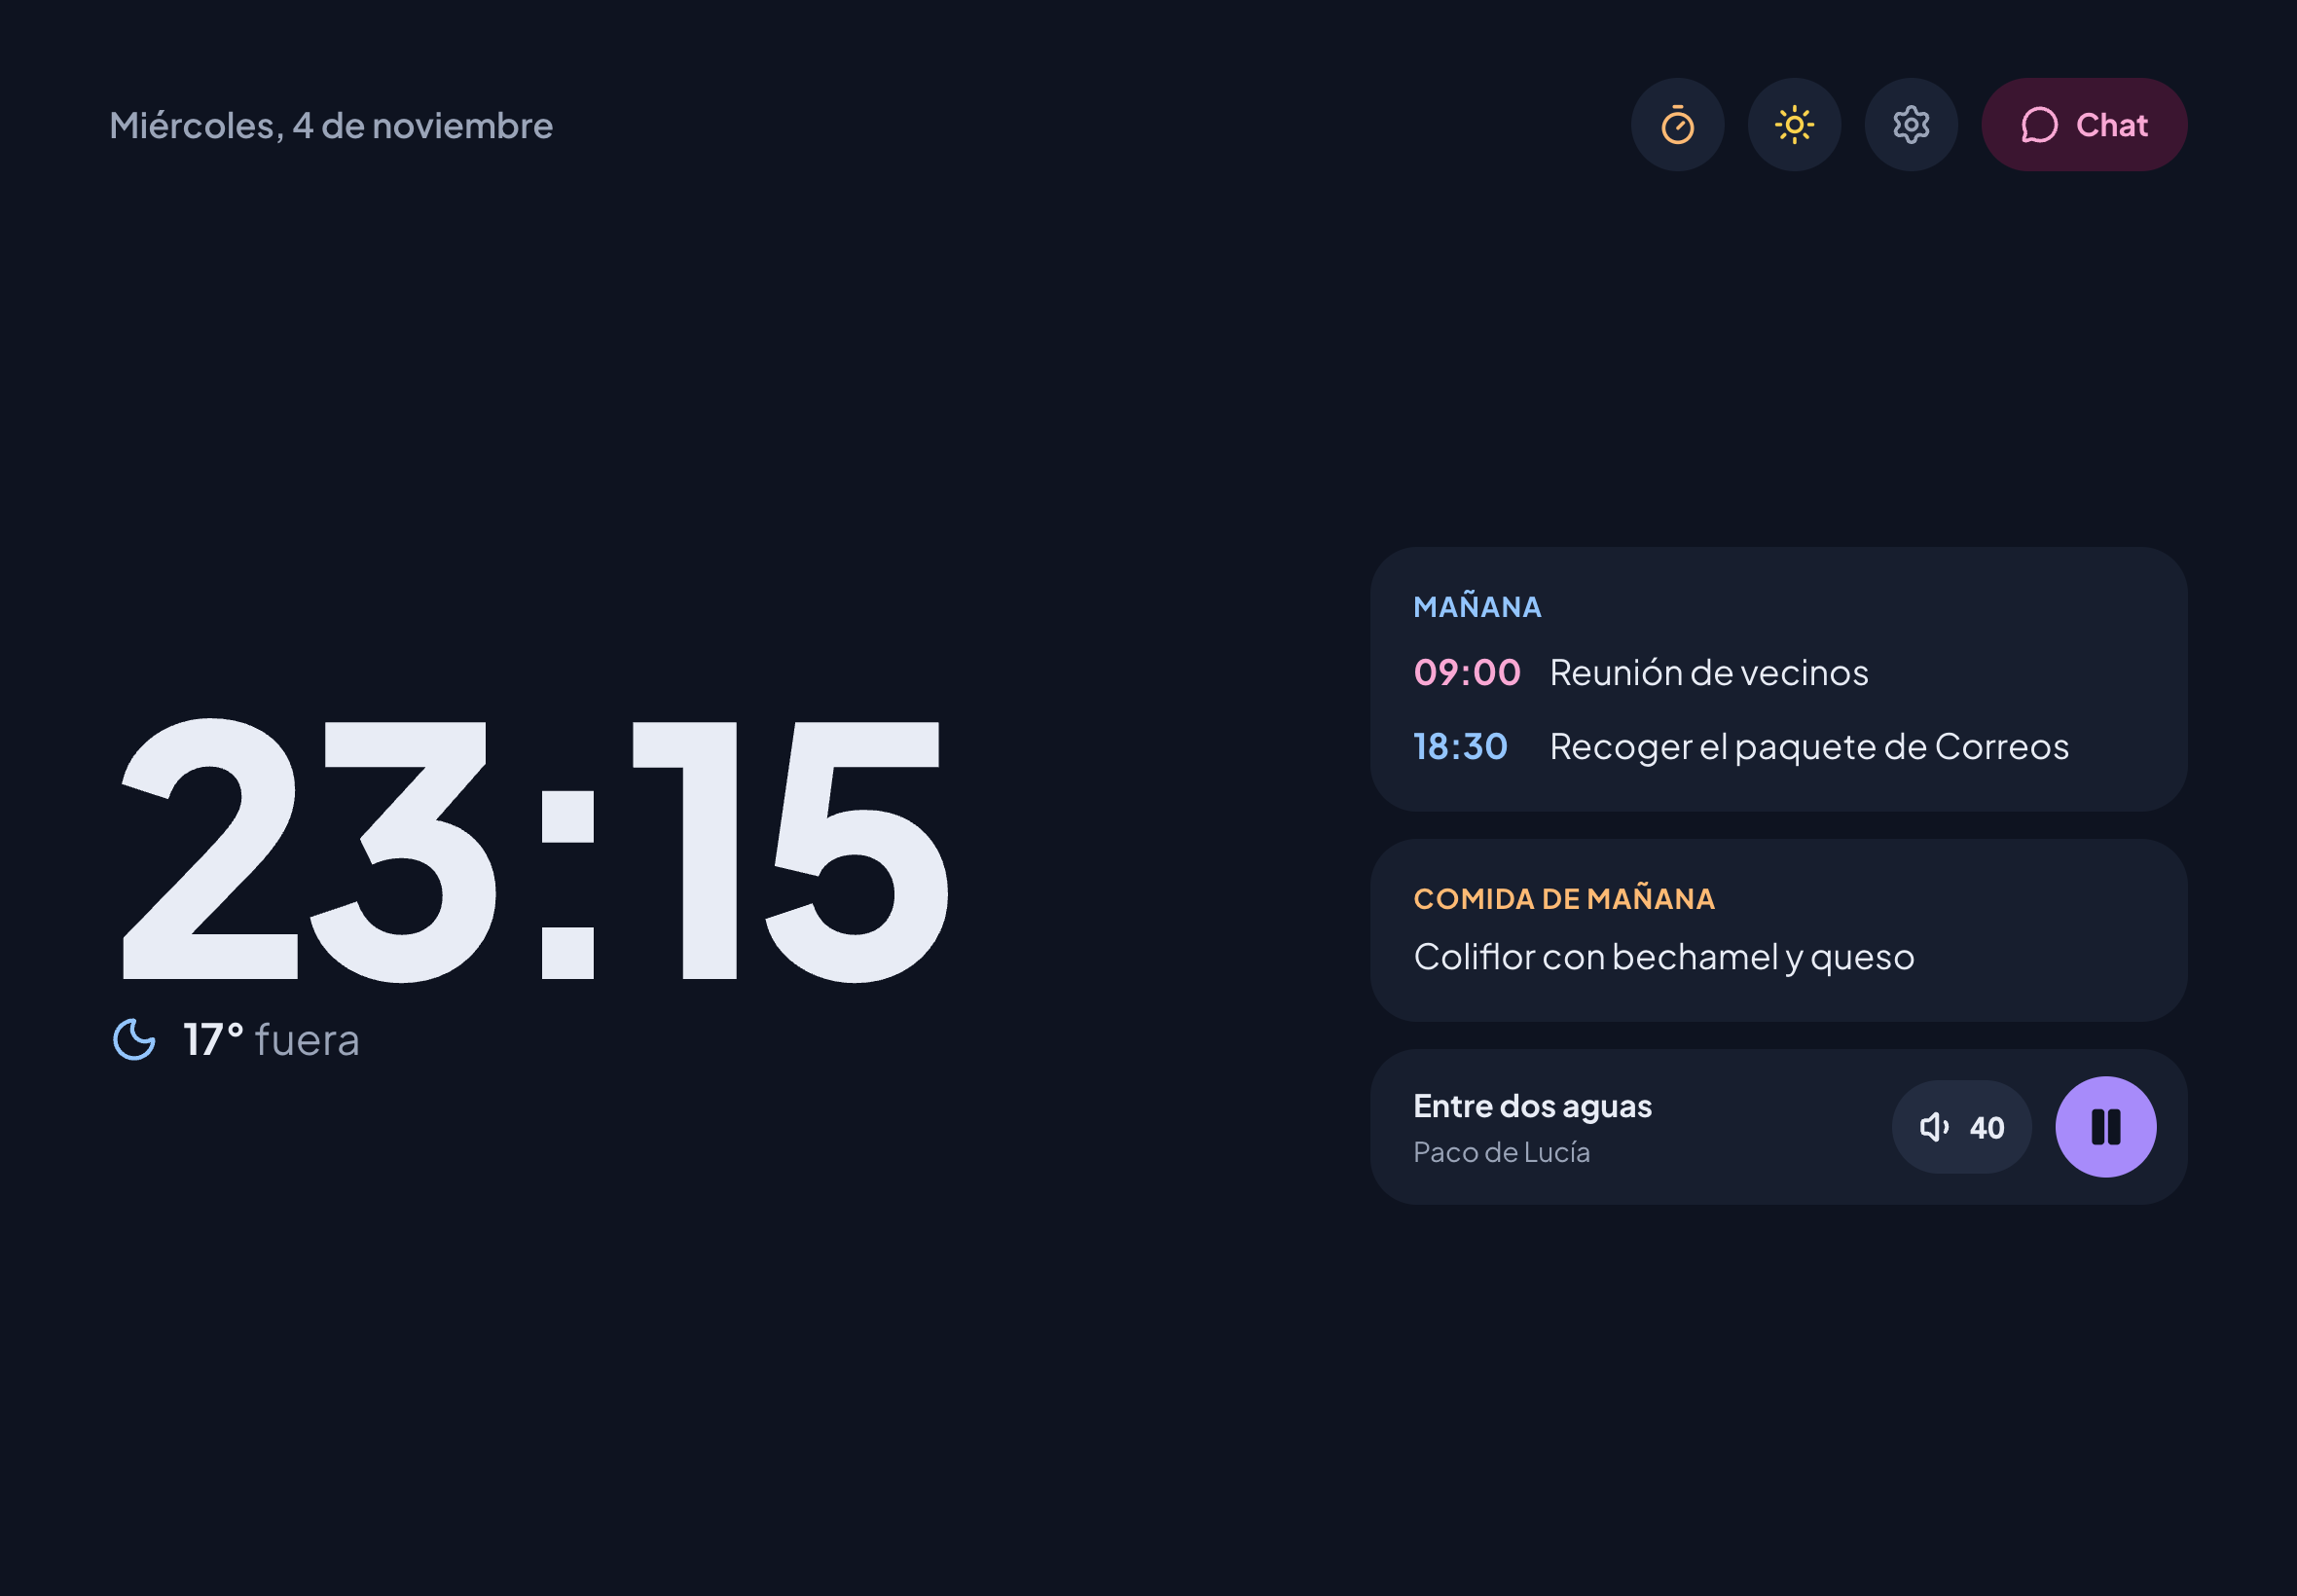 Miércoles, 4 de noviembre
Chat
23:15
17° fuera
MAÑANA
09:00 Reunión de vecinos
18:30 Recoger el paquete de Correos
COMIDA DE MAÑANA
Coliflor con bechamel y queso
Entre dos aguas
Paco de Lucía
40